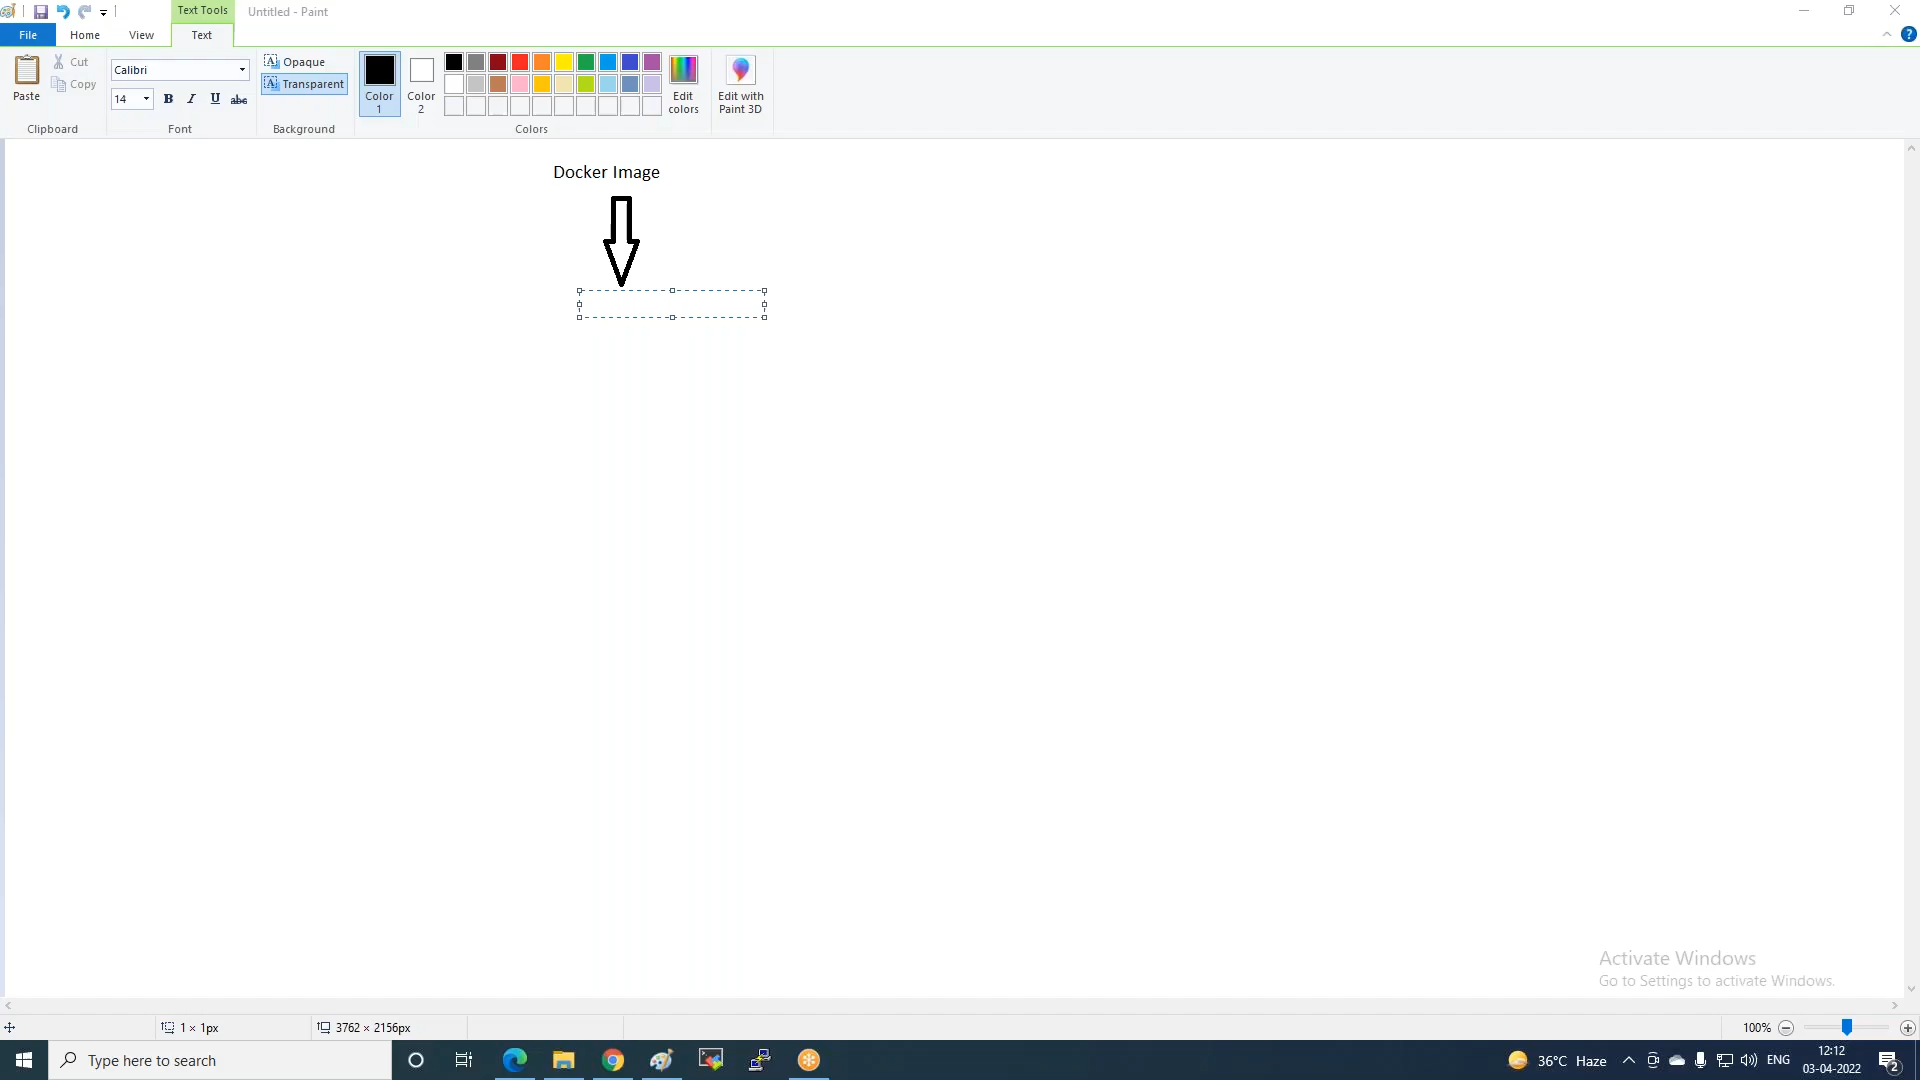 Text Tools
Untitled - Paint
File
Home
View
Text
Paste
Cut
Copy
Clipboard
Calibri
14
B I U abc
Font
Opaque
Transparent
Background
Color 1
Color 2
Edit colors
Colors
Edit with Paint 3D
Docker Image
Activate Windows
Go to Settings to activate Windows.
1 × 1px
3762 × 2156px
100%
Type here to search
36°C Haze
ENG
12:12
03-04-2022
2